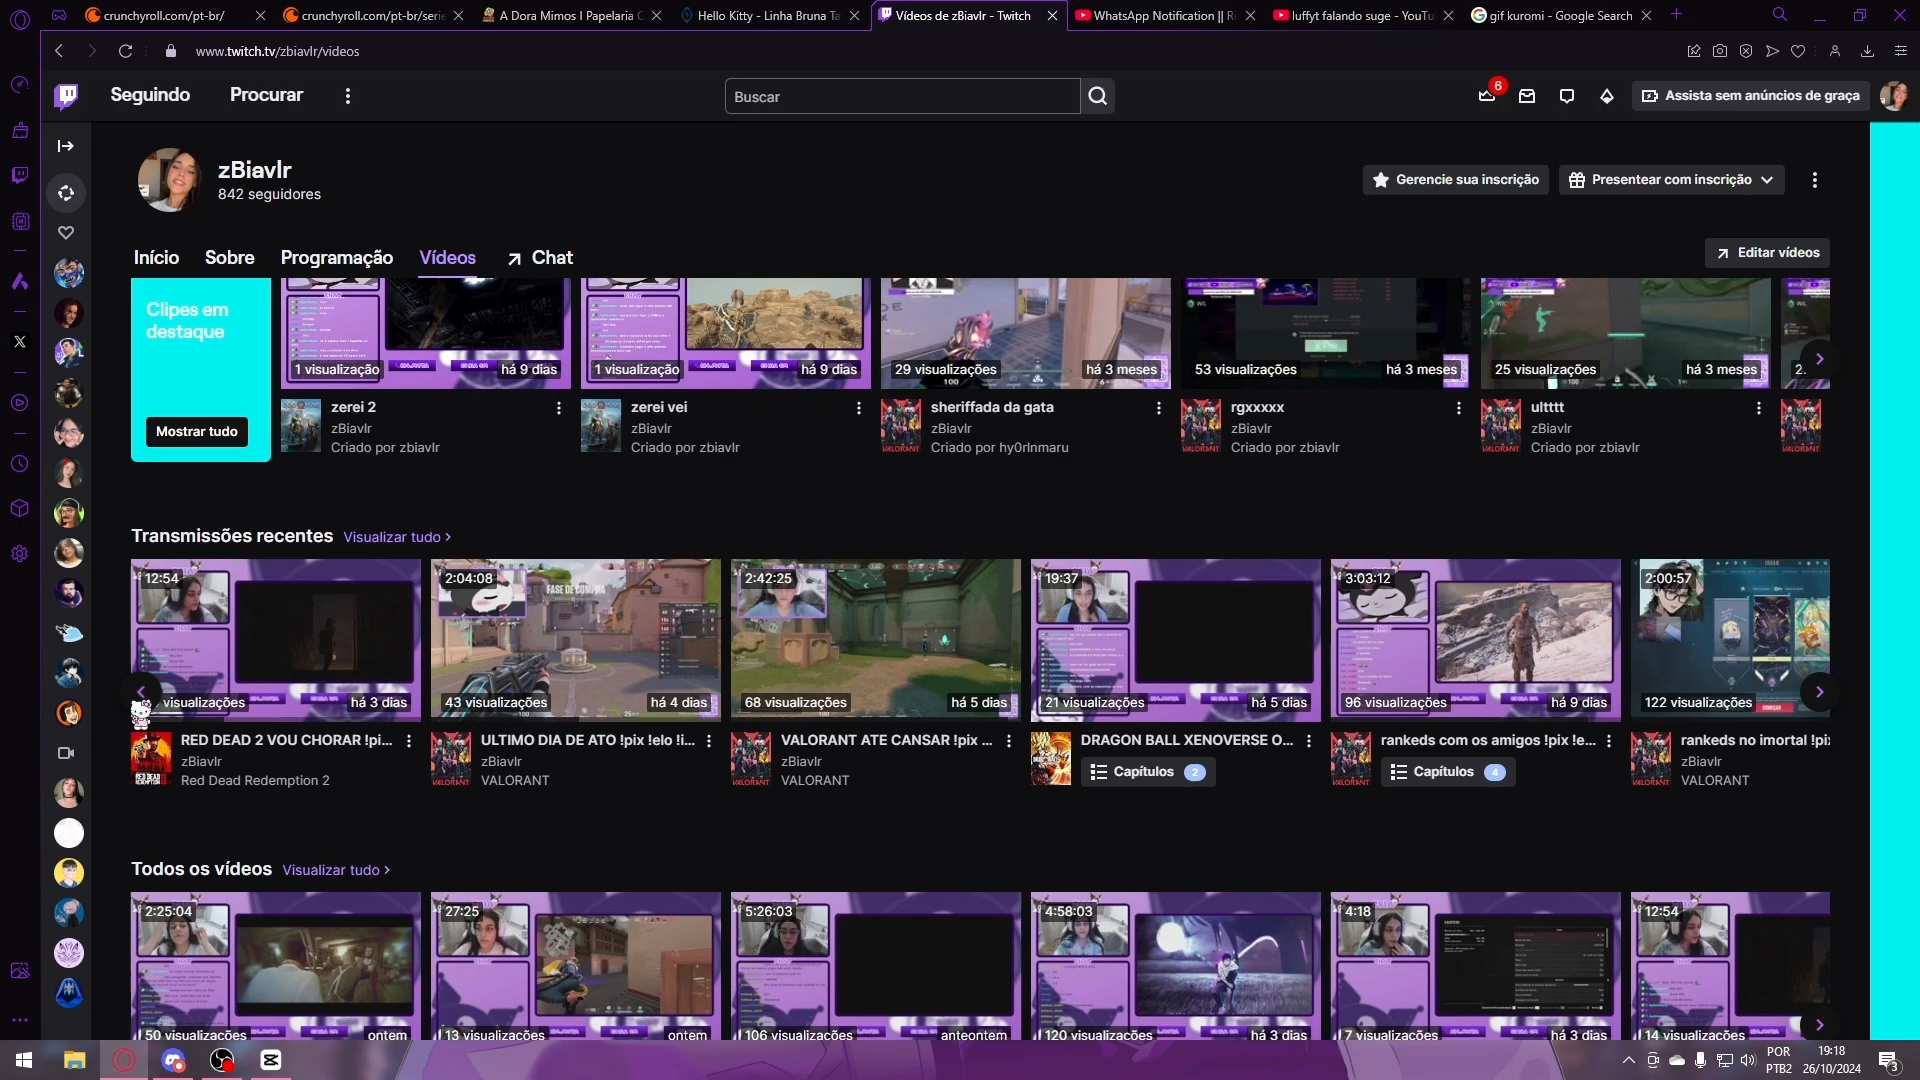 crunchyroll.com/pt-br/
crunchyroll.com/pt-br/serie
A Dora Mimos I Papelaria C
Hello Kitty - Linha Bruna Ta
Vídeos de zBiavlr - Twitch
WhatsApp Notification || Ri
luffyt falando suge - YouTu
gif kuromi - Google Search
www.twitch.tv/zbiavlr/videos
Seguindo
Procurar
Buscar
6
Assista sem anúncios de graça
zBiavlr
842 seguidores
Gerencie sua inscrição
Presentear com inscrição
Início
Sobre
Programação
Vídeos
Chat
Editar vídeos
Clipes em
destaque
Mostrar tudo
1 visualização
há 9 dias
1 visualização
há 9 dias
29 visualizações
há 3 meses
53 visualizações
há 3 meses
25 visualizações
há 3 meses
2.
zerei 2
zBiavlr
Criado por zbiavlr
zerei vei
zBiavlr
Criado por zbiavlr
sheriffada da gata
zBiavlr
Criado por hy0rlnmaru
rgxxxxx
zBiavlr
Criado por zbiavlr
ultttt
zBiavlr
Criado por zbiavlr
Transmissões recentes
Visualizar tudo
12:54
2:04:08
FASE DE COMPRA
2:42:25
19:37
3:03:12
2:00:57
visualizações
há 3 dias
43 visualizações
há 4 dias
68 visualizações
há 5 dias
21 visualizações
há 5 dias
96 visualizações
há 9 dias
122 visualizações
RED DEAD 2 VOU CHORAR !pi...
zBiavlr
Red Dead Redemption 2
ULTIMO DIA DE ATO !pix !elo !i...
zBiavlr
VALORANT
VALORANT ATE CANSAR !pix ...
zBiavlr
VALORANT
DRAGON BALL XENOVERSE O...
Capítulos 2
rankeds com os amigos !pix !e...
Capítulos 4
rankeds no imortal !pi
zBiavlr
VALORANT
Todos os vídeos
Visualizar tudo
2:25:04
27:25
5:26:03
4:58:03
4:18
12:54
50 visualizações
ontem
13 visualizações
ontem
106 visualizações
anteontem
120 visualizações
há 3 dias
7 visualizações
há 3 dias
14 visualizações
POR
PTB2
19:18
26/10/2024
3